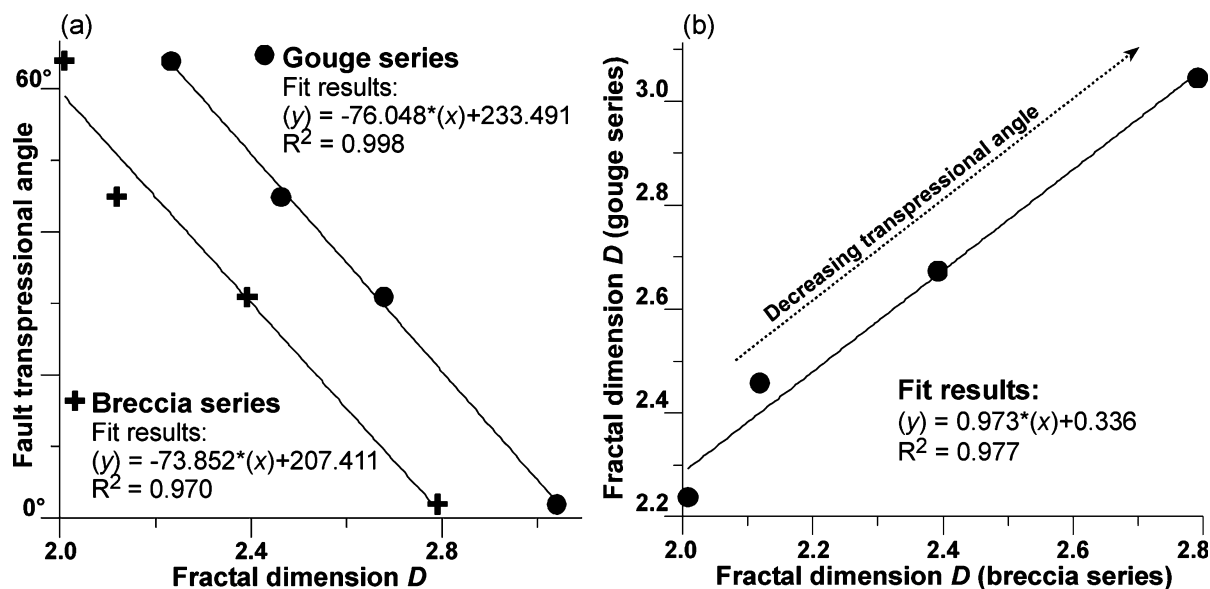 (a)
Gouge series
Fit results:
(y) = -76.048*(x)+233.491
R² = 0.998
60°
Fault transpressional angle
Breccia series
Fit results:
(y) = -73.852*(x)+207.411
R² = 0.970
0°
2.0 2.4 2.8
Fractal dimension D
(b)
Fractal dimension D (gouge series)
3.0
2.8
2.6
2.4
2.2
Decreasing transpressional angle
Fit results:
(y) = 0.973*(x)+0.336
R² = 0.977
2.0 2.2 2.4 2.6 2.8
Fractal dimension D (breccia series)